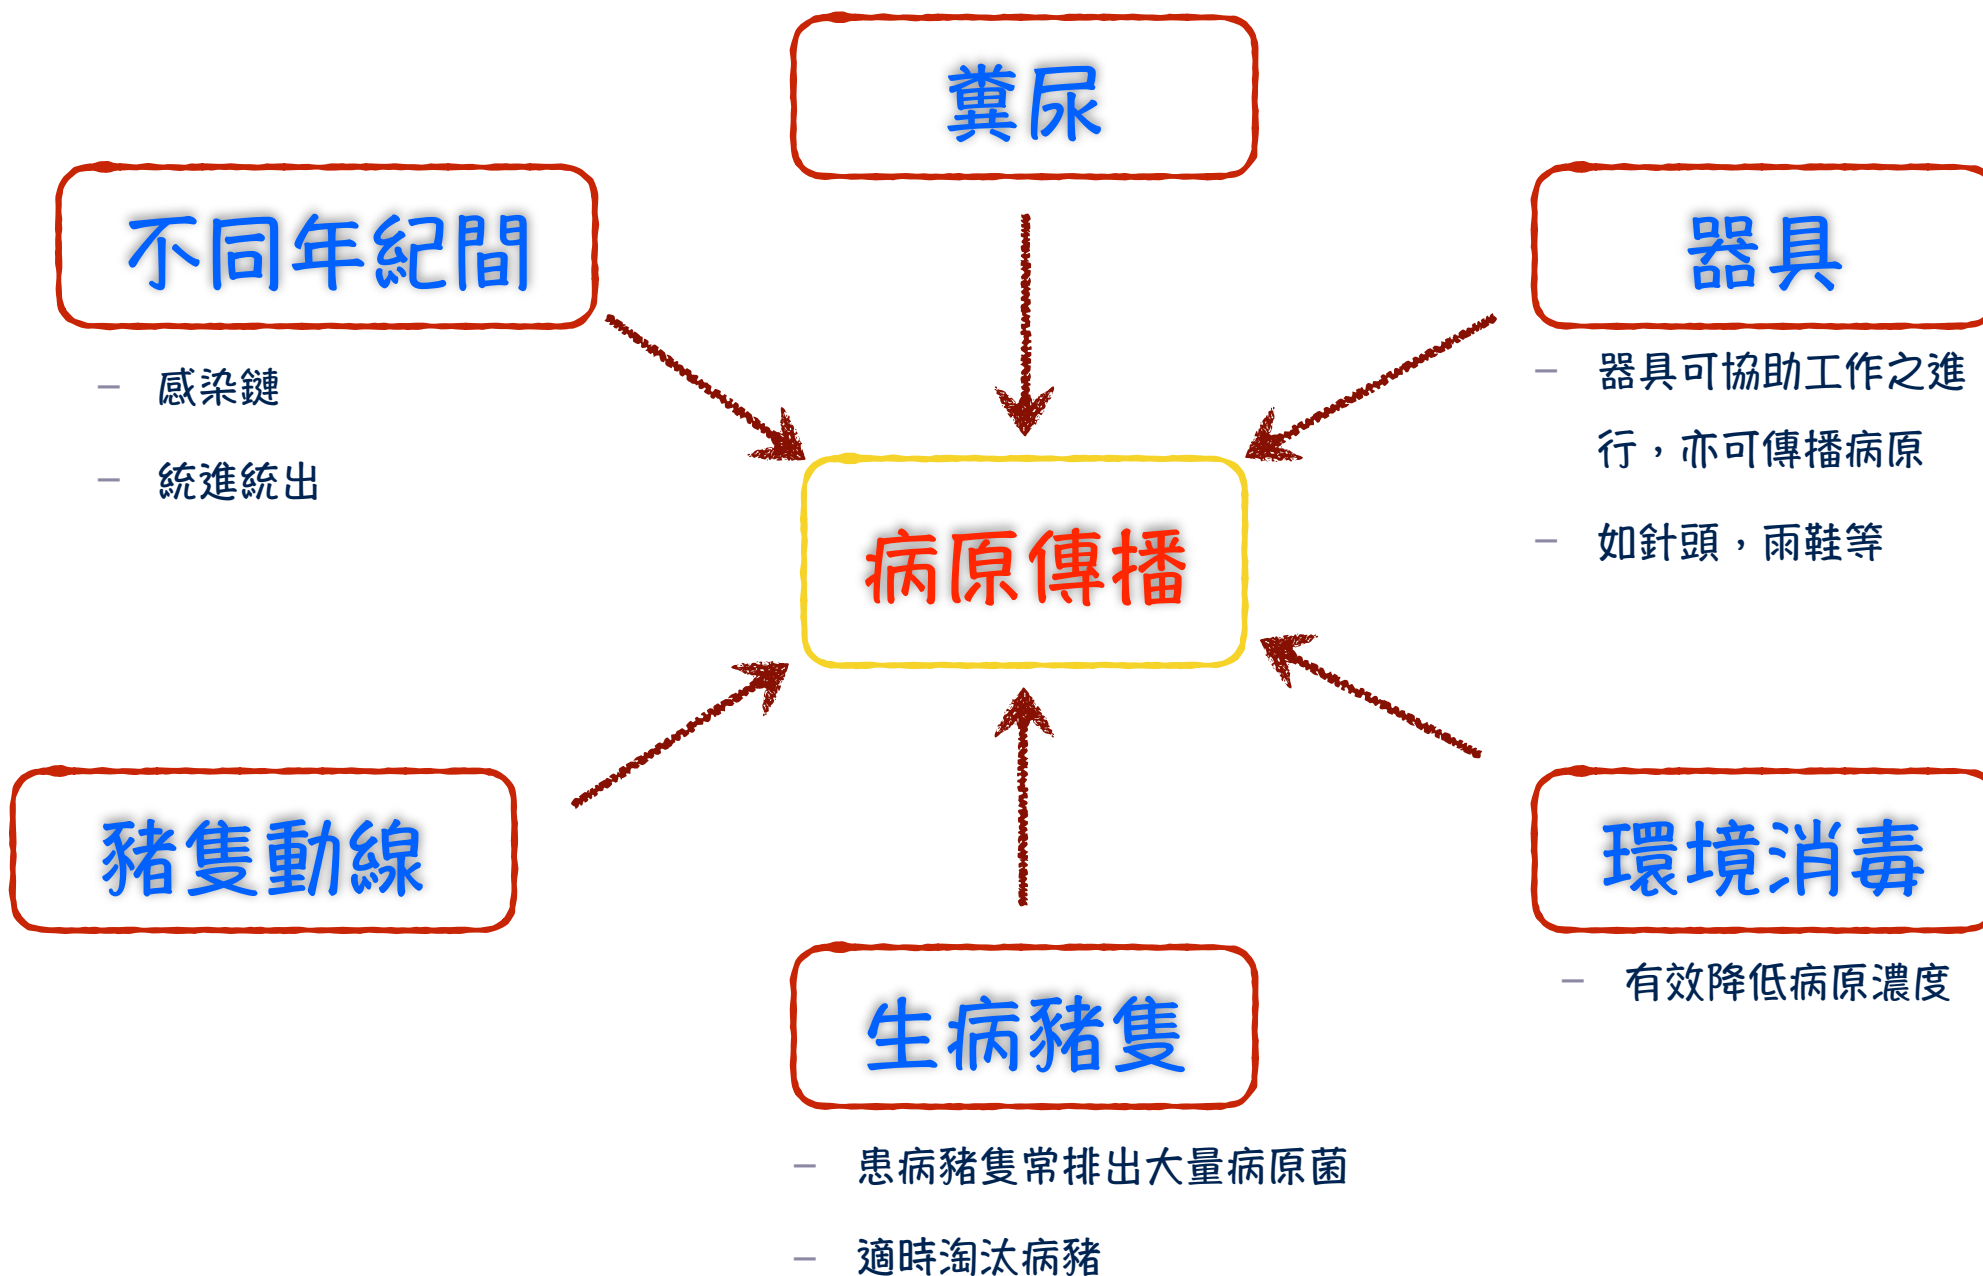 糞尿
不同年紀間
– 感染鏈
– 統進統出
器具
– 器具可協助工作之進
行，亦可傳播病原
– 如針頭，雨鞋等
病原傳播
豬隻動線
生病豬隻
– 患病豬隻常排出大量病原菌
– 適時淘汰病豬
環境消毒
– 有效降低病原濃度